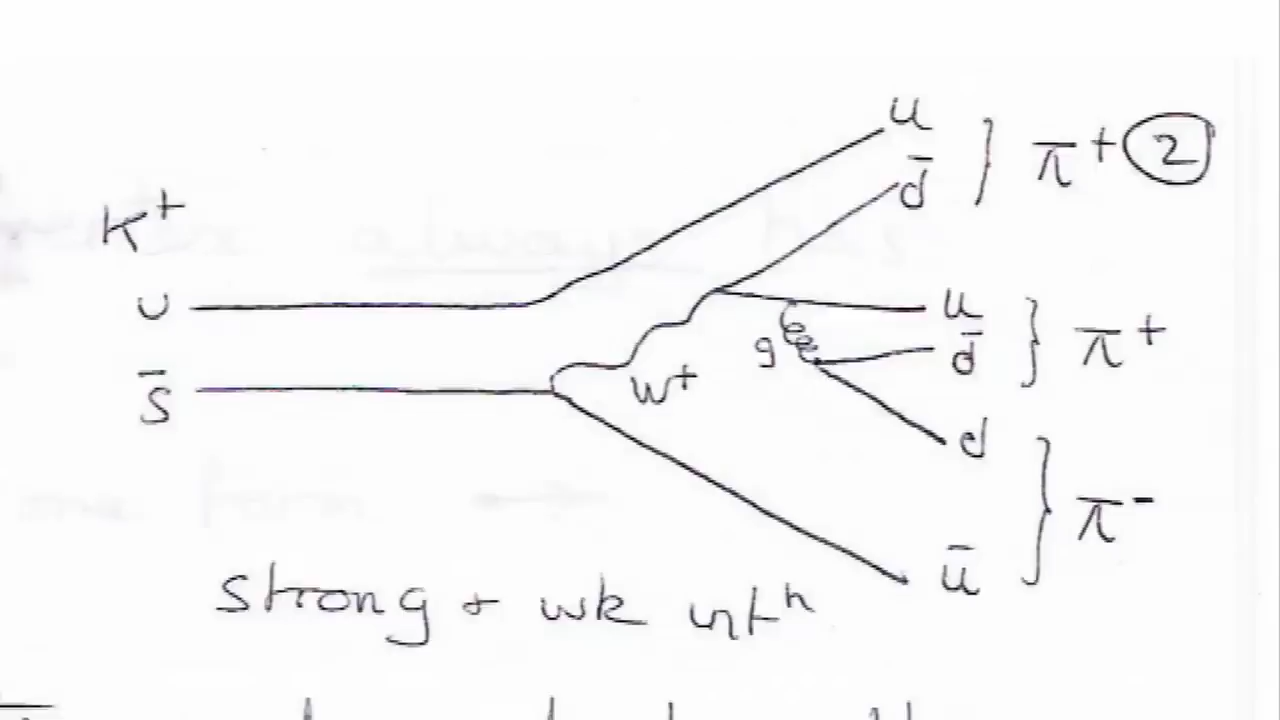 u
d̄ } π+ ②
K+
u
u
d̄ } π+
s̄
g
W+
d
ū } π-
strong + wk intⁿ